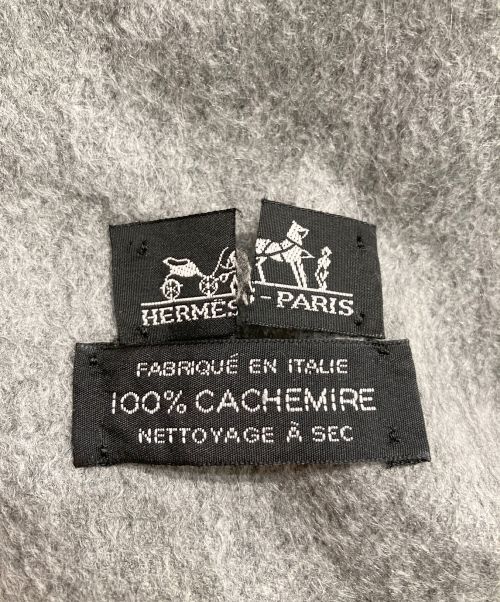 HERMÈS-PARIS
FABRIQUÉ EN ITALIE
100% CACHEMIRE
NETTOYAGE À SEC